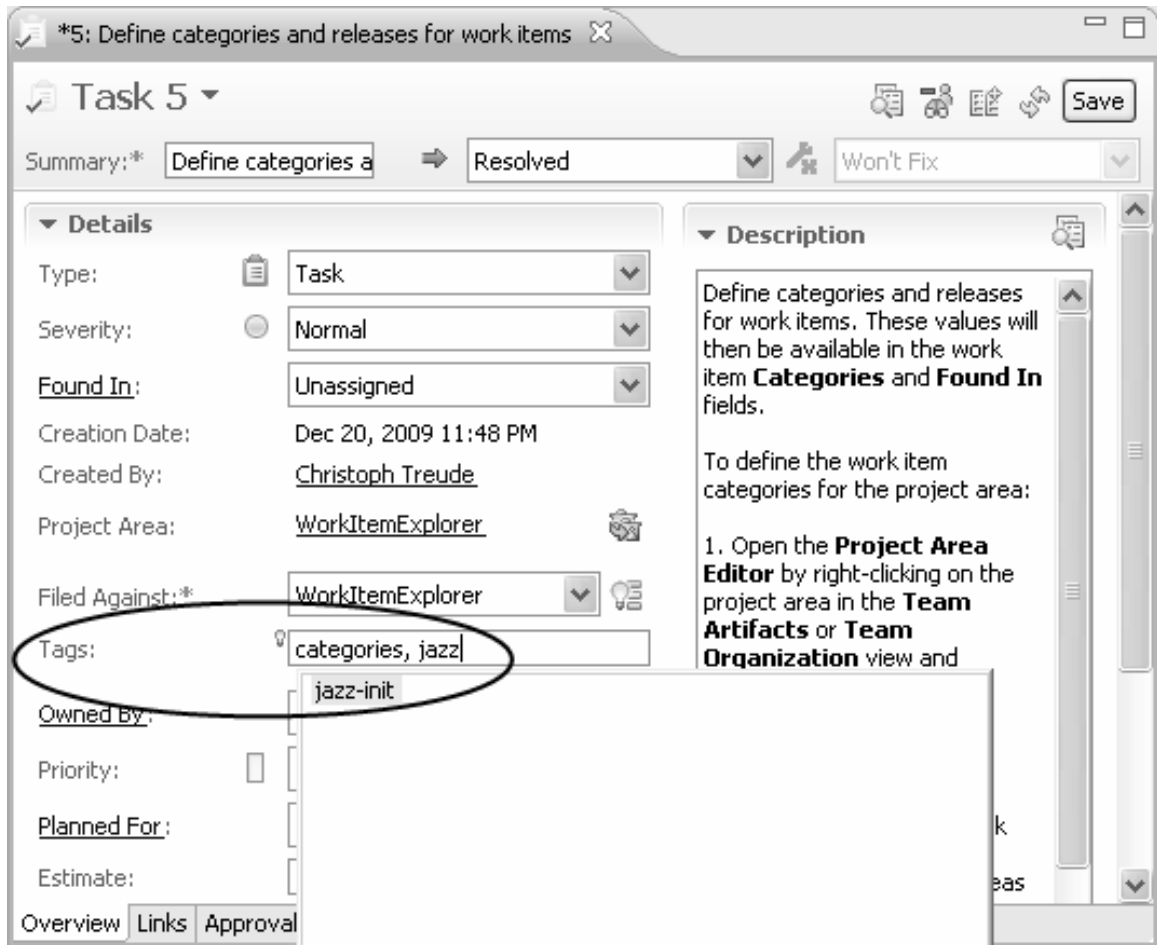 *5: Define categories and releases for work items
Task 5
Save
Summary:* Define categories a Resolved Won't Fix
Details
Type: Task
Severity: Normal
Found In: Unassigned
Creation Date: Dec 20, 2009 11:48 PM
Created By: Christoph Treude
Project Area: WorkItemExplorer
Filed Against:* WorkItemExplorer
Tags: categories, jazz
jazz-init
Owned By:
Priority:
Planned For:
Estimate:
Description
Define categories and releases
for work items. These values will
then be available in the work
item Categories and Found In
fields.
To define the work item
categories for the project area:
1. Open the Project Area
Editor by right-clicking on the
project area in the Team
Artifacts or Team
Organization view and
k
eas
Overview Links Approval